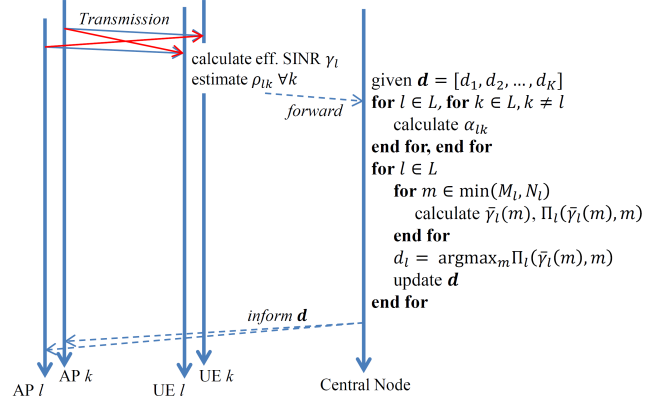 Transmission
calculate eff. SINR γ_l
estimate ρ_lk ∀k
forward
given d = [d_1, d_2, …, d_K]
for l ∈ L, for k ∈ L, k ≠ l
calculate α_lk
end for, end for
for l ∈ L
for m ∈ min(M_l, N_l)
calculate γ̄_l(m), Π_l(γ̄_l(m), m)
end for
d_l = argmax_m Π_l(γ̄_l(m), m)
update d
end for
inform d
AP l
AP k
UE l
UE k
Central Node